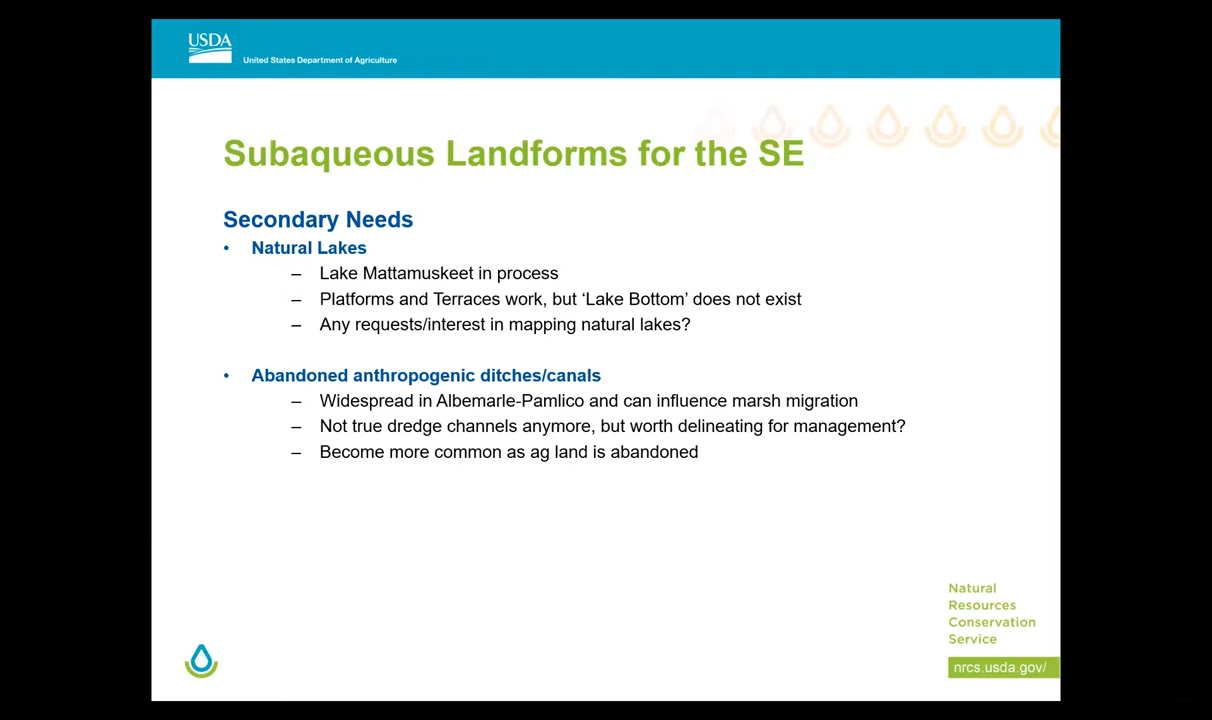 USDA
United States Department of Agriculture
Subaqueous Landforms for the SE
Secondary Needs
• Natural Lakes
– Lake Mattamuskeet in process
– Platforms and Terraces work, but ‘Lake Bottom’ does not exist
– Any requests/interest in mapping natural lakes?
• Abandoned anthropogenic ditches/canals
– Widespread in Albemarle-Pamlico and can influence marsh migration
– Not true dredge channels anymore, but worth delineating for management?
– Become more common as ag land is abandoned
Natural
Resources
Conservation
Service
nrcs.usda.gov/